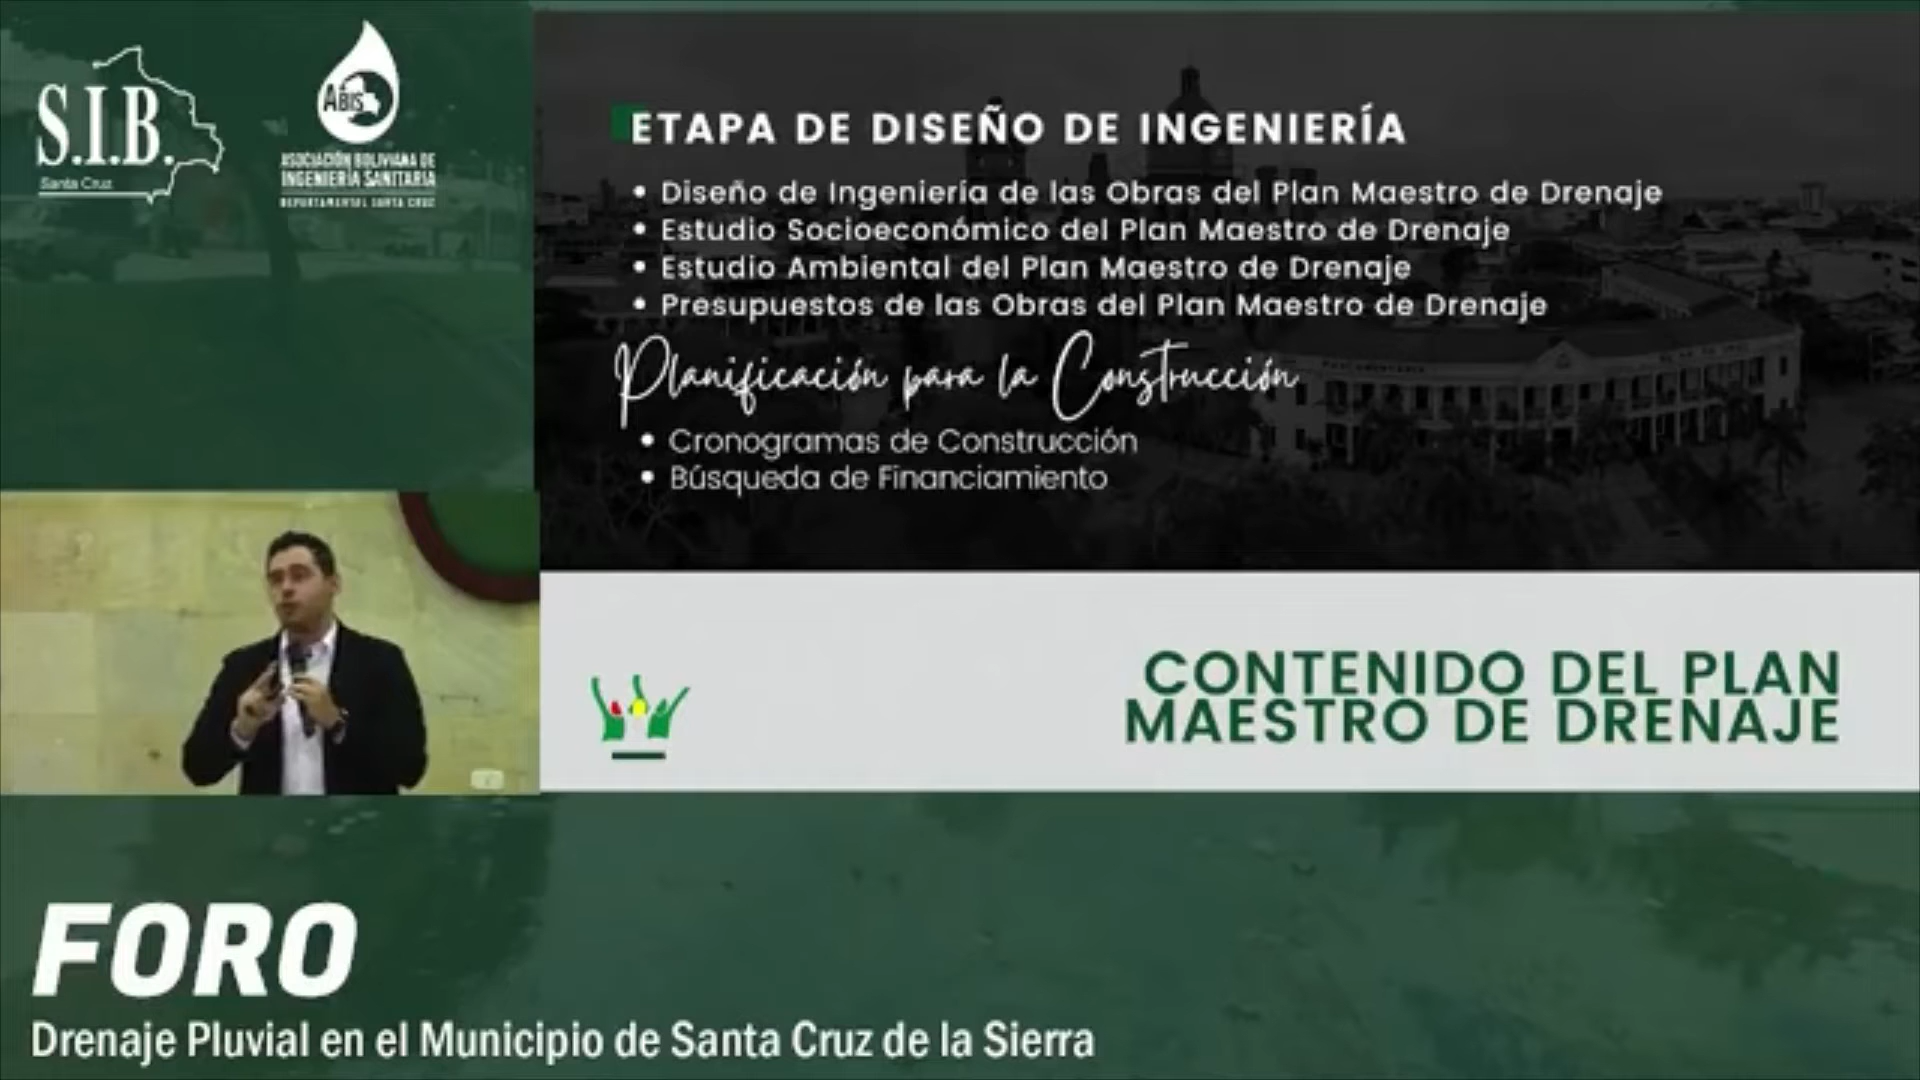 S.I.B.
Santa Cruz
ABIS
ASOCIACIÓN BOLIVIANA DE
INGENIERÍA SANITARIA
DEPARTAMENTAL SANTA CRUZ
ETAPA DE DISEÑO DE INGENIERÍA
• Diseño de Ingeniería de las Obras del Plan Maestro de Drenaje
• Estudio Socioeconómico del Plan Maestro de Drenaje
• Estudio Ambiental del Plan Maestro de Drenaje
• Presupuestos de las Obras del Plan Maestro de Drenaje
Planificación para la Construcción
• Cronogramas de Construcción
• Búsqueda de Financiamiento
CONTENIDO DEL PLAN
MAESTRO DE DRENAJE
FORO
Drenaje Pluvial en el Municipio de Santa Cruz de la Sierra